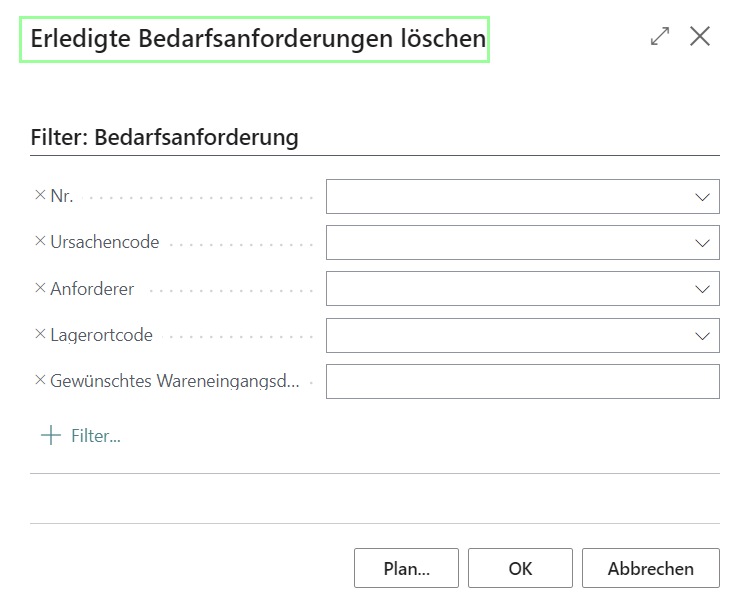 Erledigte Bedarfsanforderungen löschen
Filter: Bedarfsanforderung
Nr.
Ursachencode
Anforderer
Lagerortcode
Gewünschtes Wareneingangsd...
Filter...
Plan... OK Abbrechen